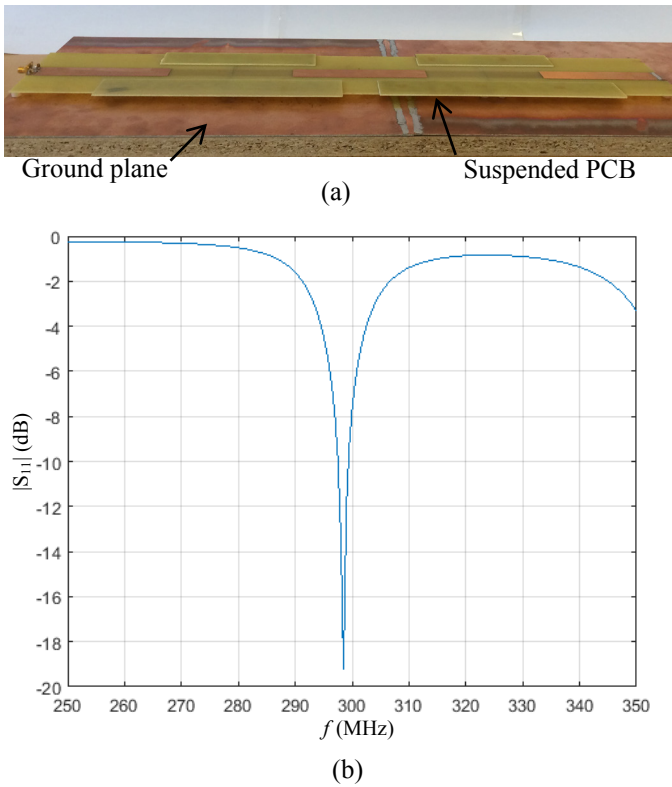 Ground plane
Suspended PCB
(a)
0
-2
-4
-6
-8
-10
-12
-14
-16
-18
-20
|S₁₁| (dB)
250 260 270 280 290 300 310 320 330 340 350
f (MHz)
(b)